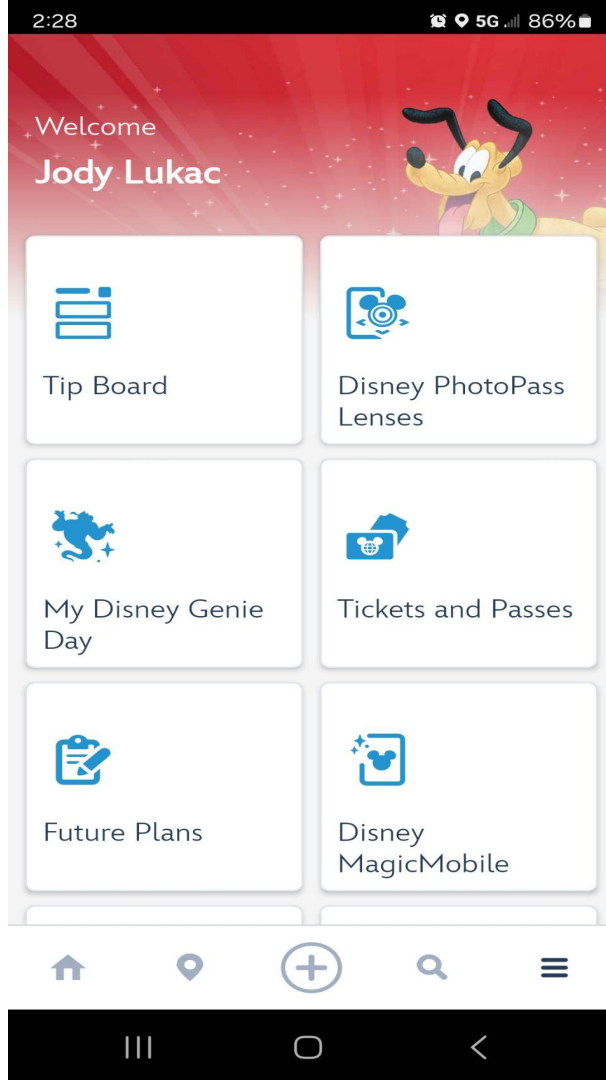 2:28 5G 86%
Welcome
Jody Lukac
Tip Board
Disney PhotoPass
Lenses
My Disney Genie
Day
Tickets and Passes
Future Plans
Disney
MagicMobile